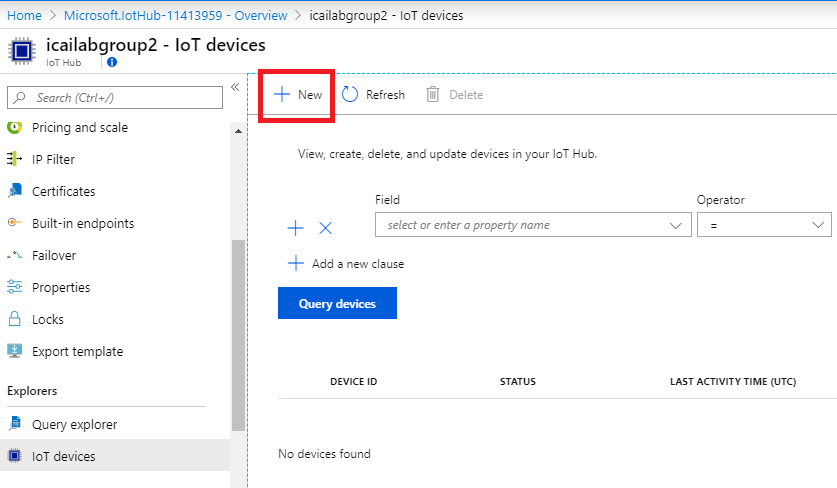 Home > Microsoft.IotHub-11413959 - Overview > icailabgroup2 - IoT devices
icailabgroup2 - IoT devices
IoT Hub
Search (Ctrl+/)
Pricing and scale
IP Filter
Certificates
Built-in endpoints
Failover
Properties
Locks
Export template
Explorers
Query explorer
IoT devices
New Refresh Delete
View, create, delete, and update devices in your IoT Hub.
Field Operator
select or enter a property name =
Add a new clause
Query devices
DEVICE ID STATUS LAST ACTIVITY TIME (UTC)
No devices found